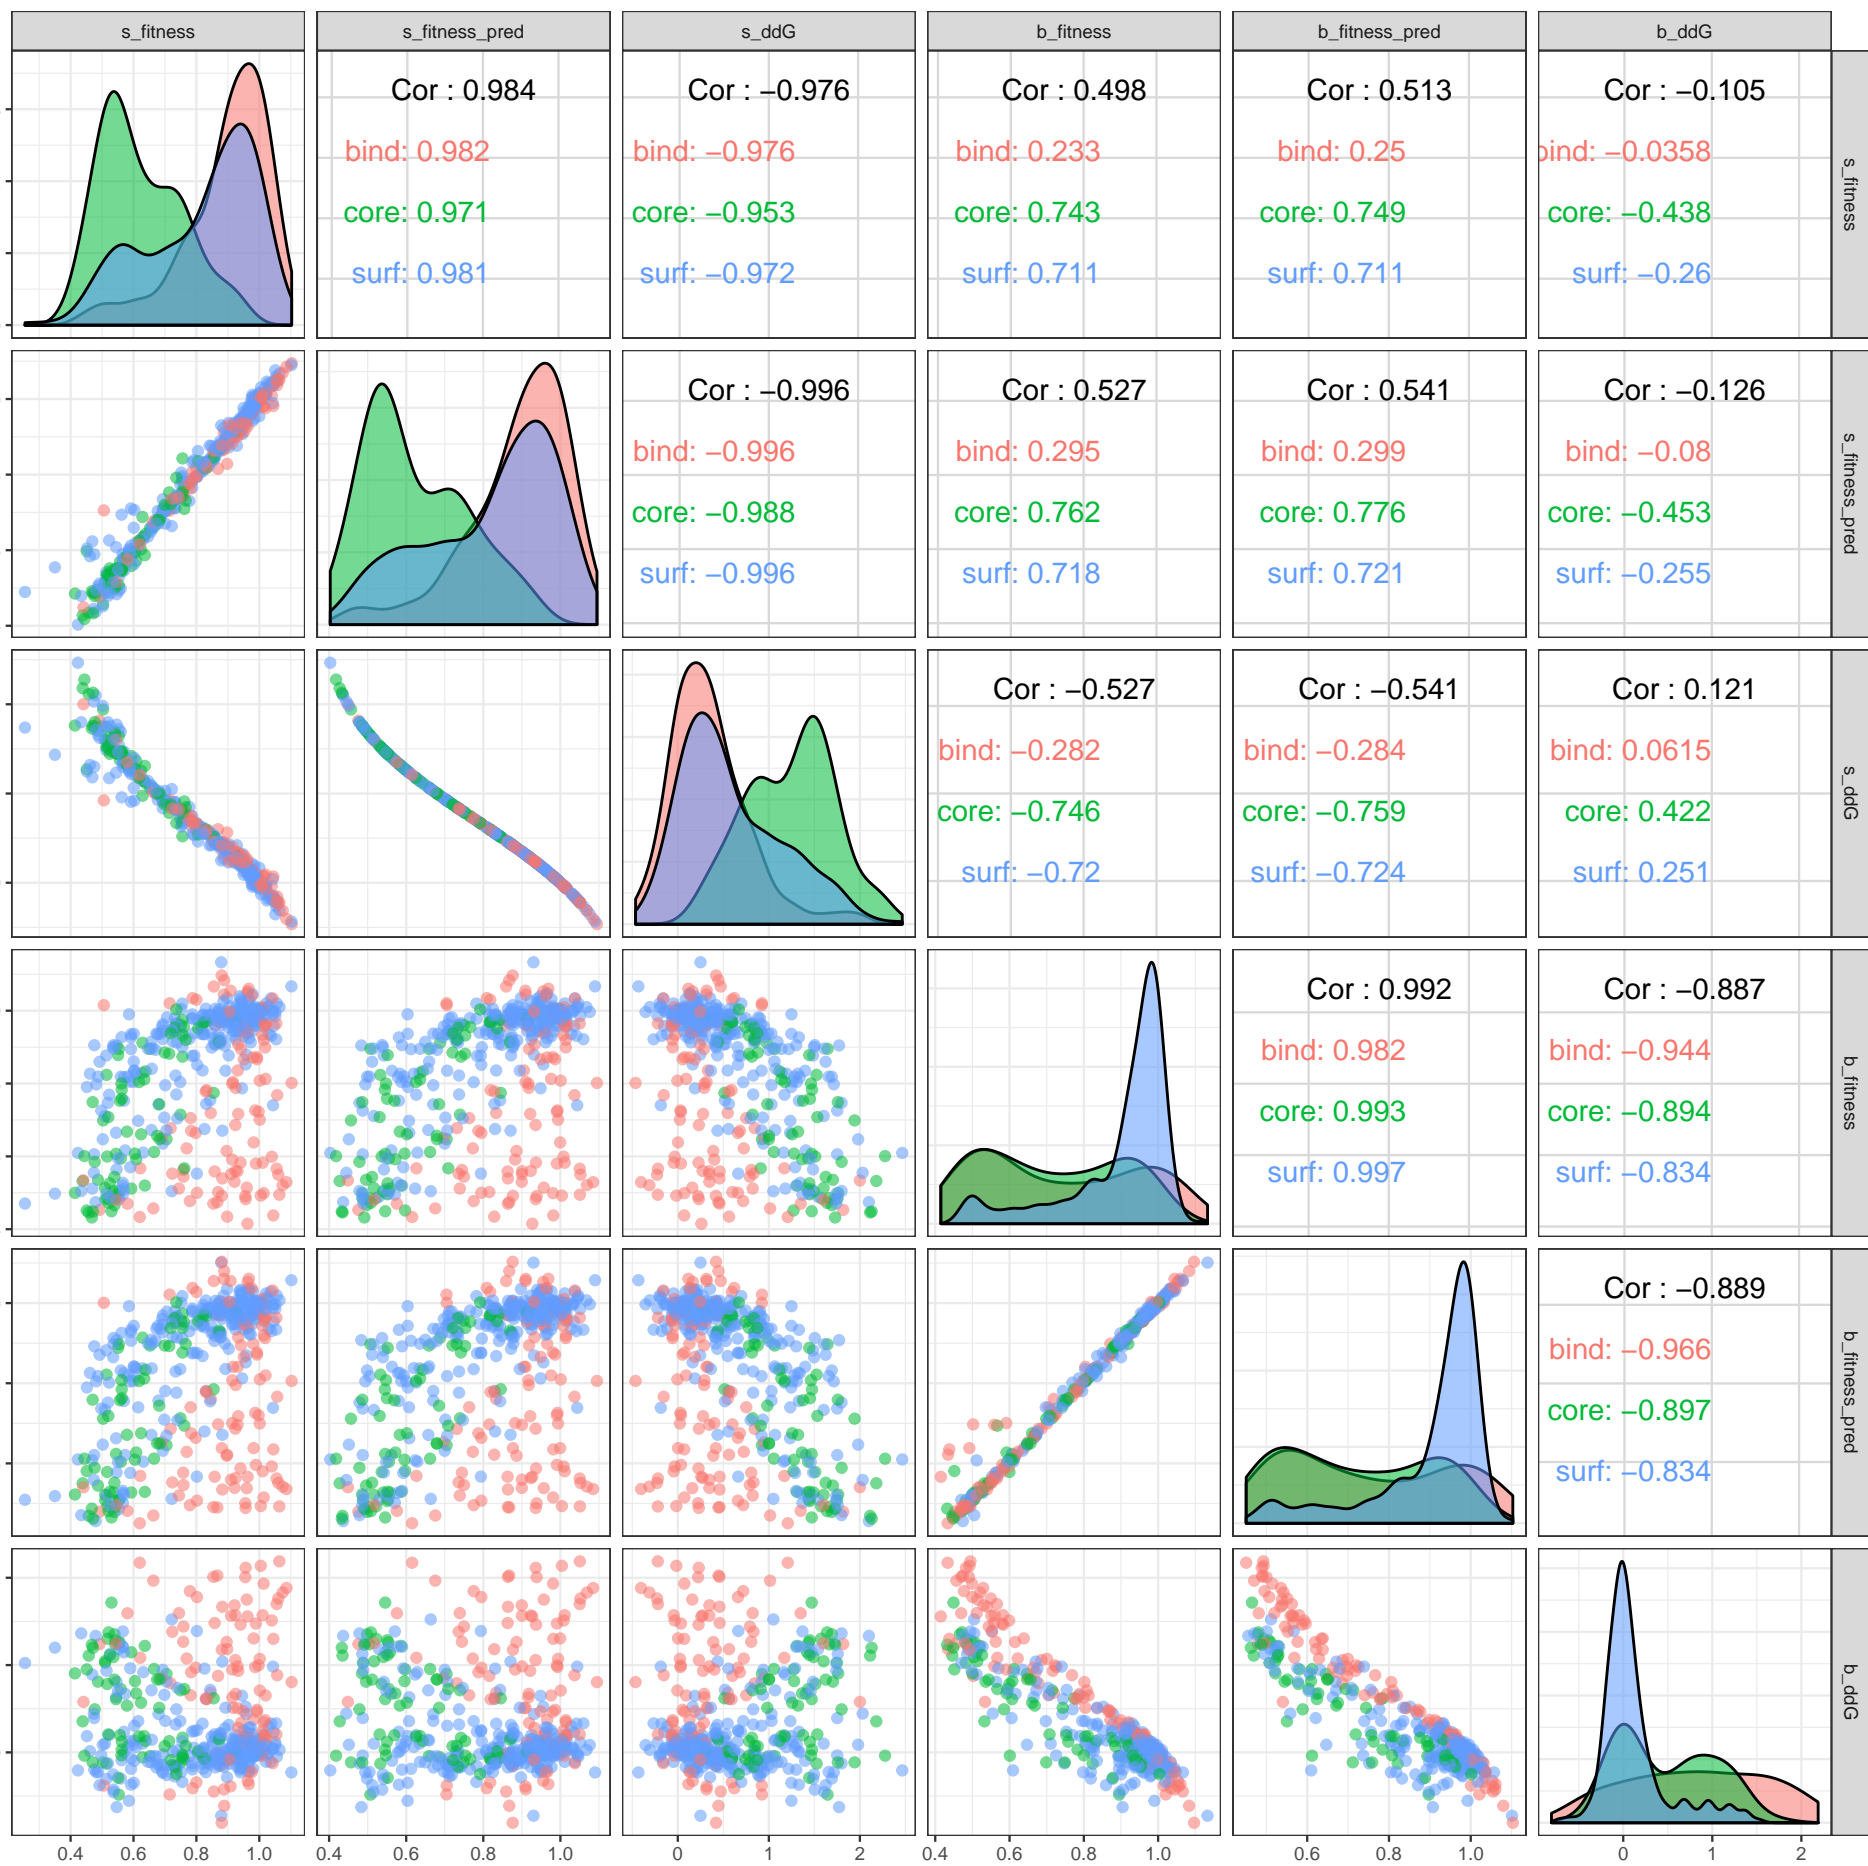 s_fitness s_fitness_pred s_ddG b_fitness b_fitness_pred b_ddG
Cor : 0.984 Cor : −0.976 Cor : 0.498 Cor : 0.513 Cor : −0.105
bind: 0.982 bind: −0.976 bind: 0.233 bind: 0.25 bind: −0.0358
core: 0.971 core: −0.953 core: 0.743 core: 0.749 core: −0.438
surf: 0.981 surf: −0.972 surf: 0.711 surf: 0.711 surf: −0.26
s_fitness
Cor : −0.996 Cor : 0.527 Cor : 0.541 Cor : −0.126
bind: −0.996 bind: 0.295 bind: 0.299 bind: −0.08
core: −0.988 core: 0.762 core: 0.776 core: −0.453
surf: −0.996 surf: 0.718 surf: 0.721 surf: −0.255
s_fitness_pred
Cor : −0.527 Cor : −0.541 Cor : 0.121
bind: −0.282 bind: −0.284 bind: 0.0615
core: −0.746 core: −0.759 core: 0.422
surf: −0.72 surf: −0.724 surf: 0.251
s_ddG
Cor : 0.992 Cor : −0.887
bind: 0.982 bind: −0.944
core: 0.993 core: −0.894
surf: 0.997 surf: −0.834
b_fitness
Cor : −0.889
bind: −0.966
core: −0.897
surf: −0.834
b_fitness_pred
b_ddG
0.4 0.6 0.8 1.0 0.4 0.6 0.8 1.0 0 1 2 0.4 0.6 0.8 1.0 0.6 0.8 1.0 0 1 2